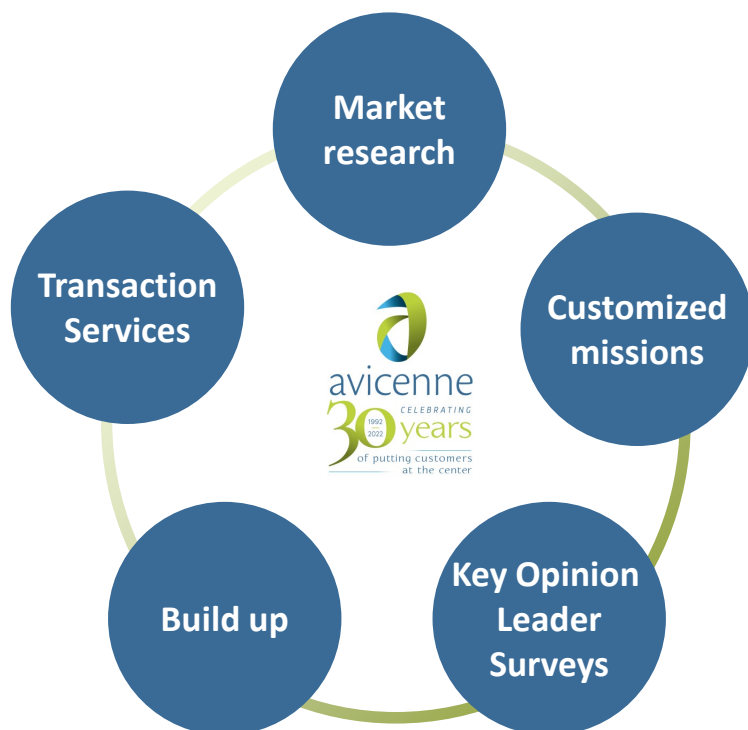 Market
research
Transaction
Services
Customized
missions
avicenne
CELEBRATING
30 years
1992
2022
of putting customers
at the center
Build up
Key Opinion
Leader
Surveys